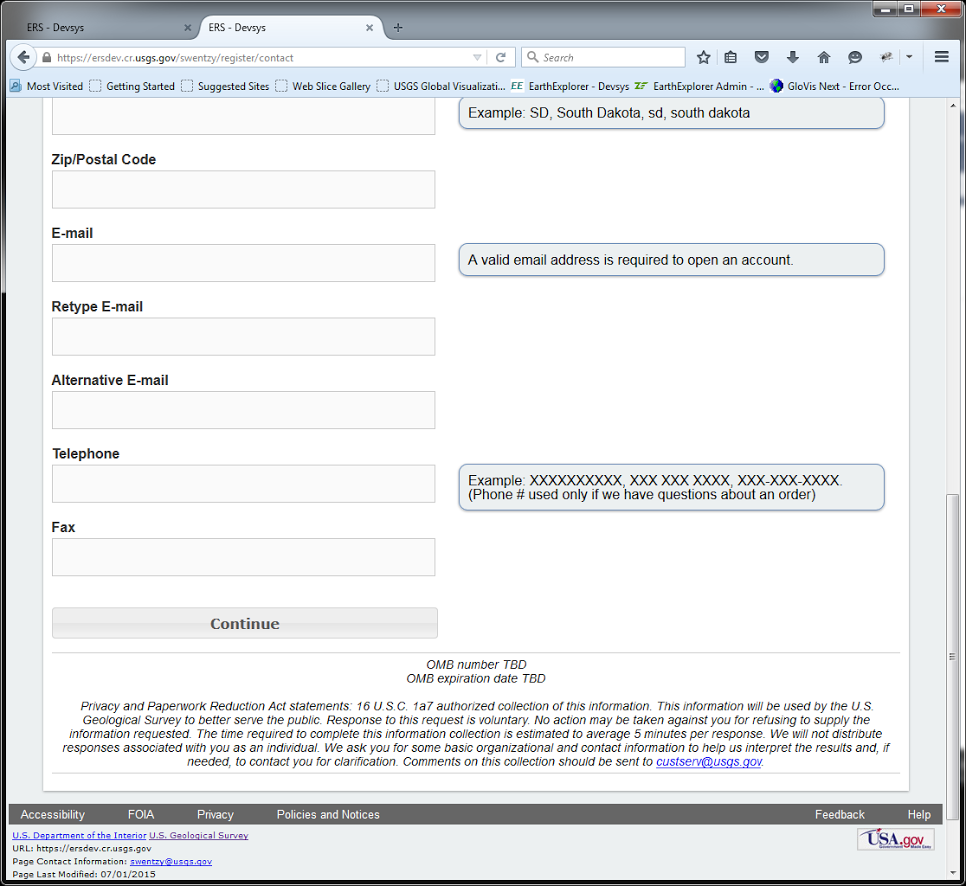 ERS - Devsys
ERS - Devsys
https://ersdev.cr.usgs.gov/swentzy/register/contact
Search
Most Visited
Getting Started
Suggested Sites
Web Slice Gallery
USGS Global Visualizati...
EE EarthExplorer - Devsys
EarthExplorer Admin - ...
GloVis Next - Error Occ...
Example: SD, South Dakota, sd, south dakota
Zip/Postal Code
E-mail
A valid email address is required to open an account.
Retype E-mail
Alternative E-mail
Telephone
Example: XXXXXXXXXX, XXX XXX XXXX, XXX-XXX-XXXX.
(Phone # used only if we have questions about an order)
Fax
Continue
OMB number TBD
OMB expiration date TBD
Privacy and Paperwork Reduction Act statements: 16 U.S.C. 1a7 authorized collection of this information. This information will be used by the U.S.
Geological Survey to better serve the public. Response to this request is voluntary. No action may be taken against you for refusing to supply the
information requested. The time required to complete this information collection is estimated to average 5 minutes per response. We will not distribute
responses associated with you as an individual. We ask you for some basic organizational and contact information to help us interpret the results and, if
needed, to contact you for clarification. Comments on this collection should be sent to custserv@usgs.gov.
Accessibility
FOIA
Privacy
Policies and Notices
Feedback
Help
U.S. Department of the Interior U.S. Geological Survey
URL: https://ersdev.cr.usgs.gov
Page Contact Information: swentzy@usgs.gov
Page Last Modified: 07/01/2015
USA.gov
Government Made Easy